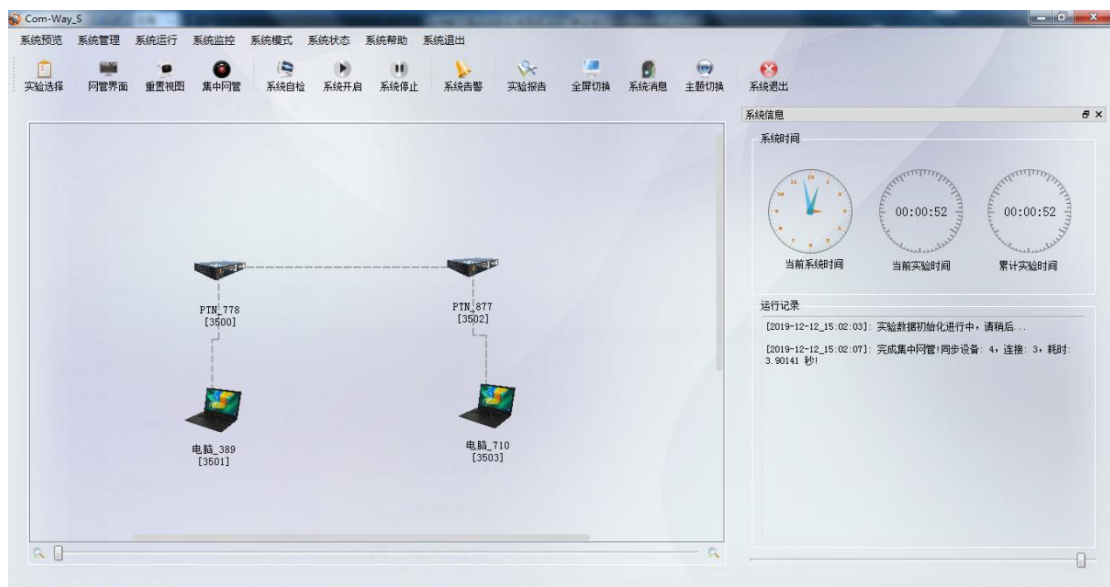 Com-Way_S
系统预览 系统管理 系统运行 系统监控 系统模式 系统状态 系统帮助 系统退出
实验选择 网管界面 重置视图 集中网管 系统自检 系统开启 系统停止 系统告警 实验报告 全屏切换 系统消息 主题切换 系统退出
系统信息
系统时间
00:00:52 00:00:52
当前系统时间 当前实验时间 累计实验时间
PTN_778
[3500]
PTN_877
[3502]
电脑_389
[3501]
电脑_710
[3503]
运行记录
[2019-12-12_15:02:03]: 实验数据初始化进行中，请稍后...
[2019-12-12_15:02:07]: 完成集中网管!同步设备: 4，连接: 3，耗时:
3.90141 秒!